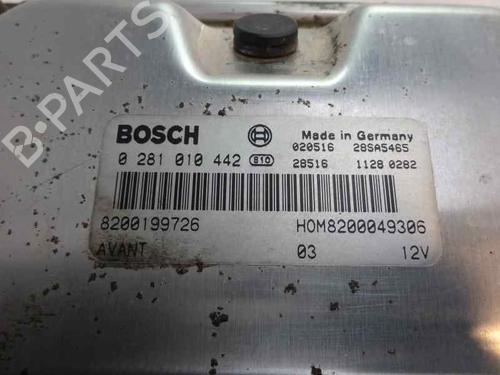 B-PARTS
BOSCH
Made in Germany
020516 28SA5465
0 281 010 442 B10
28516 1128 0282
8200199726 HOM8200049306
AVANT 03 12V